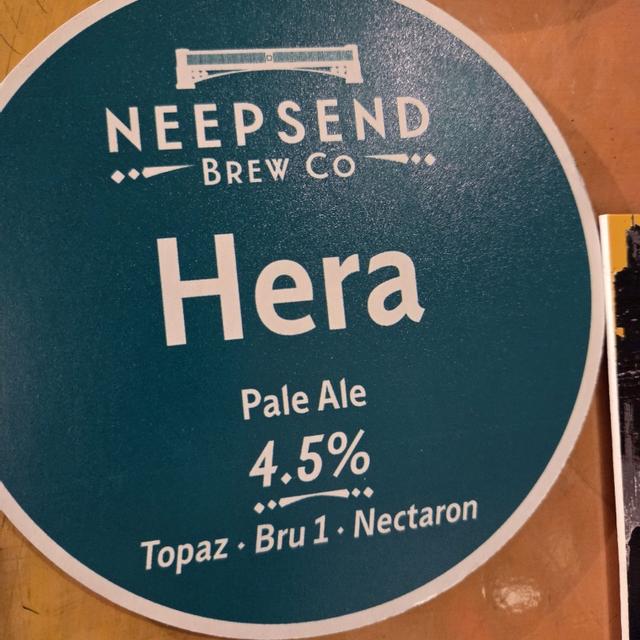 NEEPSEND
BREW CO
Hera
Pale Ale
4.5%
Topaz · Bru 1 · Nectaron